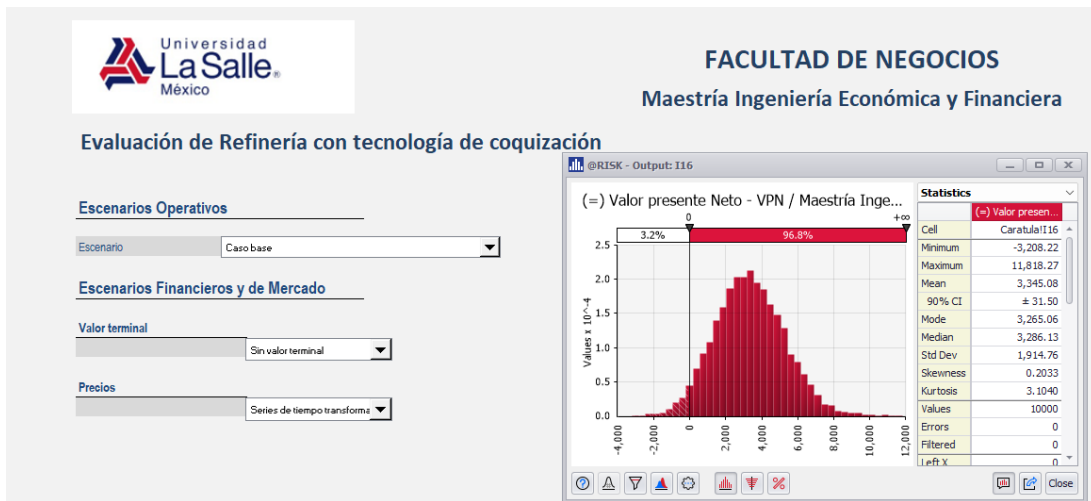 Universidad
La Salle®
México
FACULTAD DE NEGOCIOS
Maestría Ingeniería Económica y Financiera
Evaluación de Refinería con tecnología de coquización
Escenarios Operativos
Escenario
Caso base
Escenarios Financieros y de Mercado
Valor terminal
Sin valor terminal
Precios
Series de tiempo transforma
@RISK - Output: I16
(=) Valor presente Neto - VPN / Maestría Inge...
0
+∞
3.2%
96.8%
2.5
2.0
1.5
1.0
0.5
0.0
Values x 10^-4
-4,000
-2,000
0
2,000
4,000
6,000
8,000
10,000
12,000
Statistics
(=) Valor presen...
Cell Caratula!I16
Minimum -3,208.22
Maximum 11,818.27
Mean 3,345.08
90% CI ± 31.50
Mode 3,265.06
Median 3,286.13
Std Dev 1,914.76
Skewness 0.2033
Kurtosis 3.1040
Values 10000
Errors 0
Filtered 0
Left X 0
Close